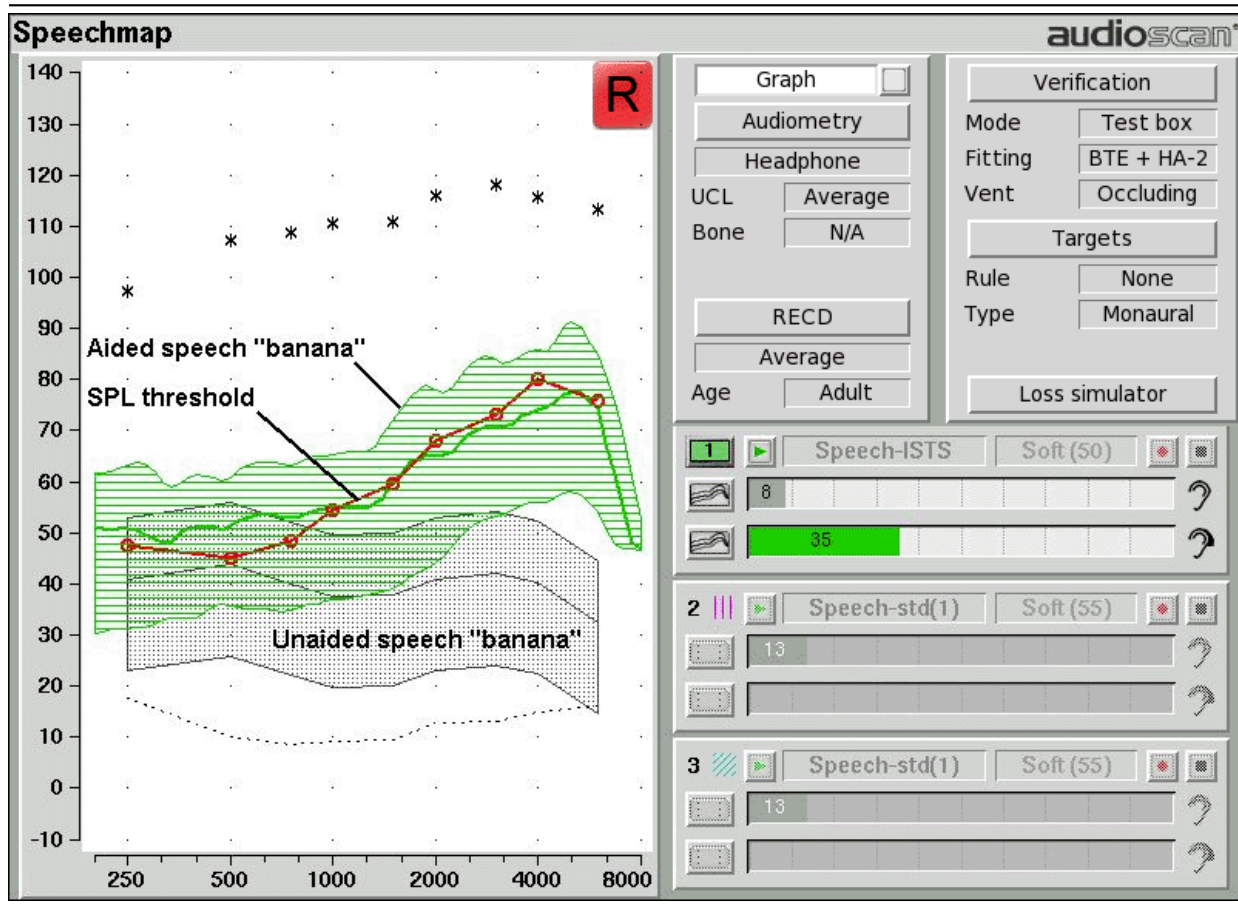 Speechmap
audioscan
R
140
130
120
110
100
90
80
70
60
50
40
30
20
10
0
-10
250 500 1000 2000 4000 8000
Aided speech "banana"
SPL threshold
Unaided speech "banana"
Graph
Audiometry
Headphone
UCL Average
Bone N/A
RECD
Average
Age Adult
Verification
Mode Test box
Fitting BTE + HA-2
Vent Occluding
Targets
Rule None
Type Monaural
Loss simulator
1 Speech-ISTS Soft (50)
8
35
2 Speech-std(1) Soft (55)
13
3 Speech-std(1) Soft (55)
13